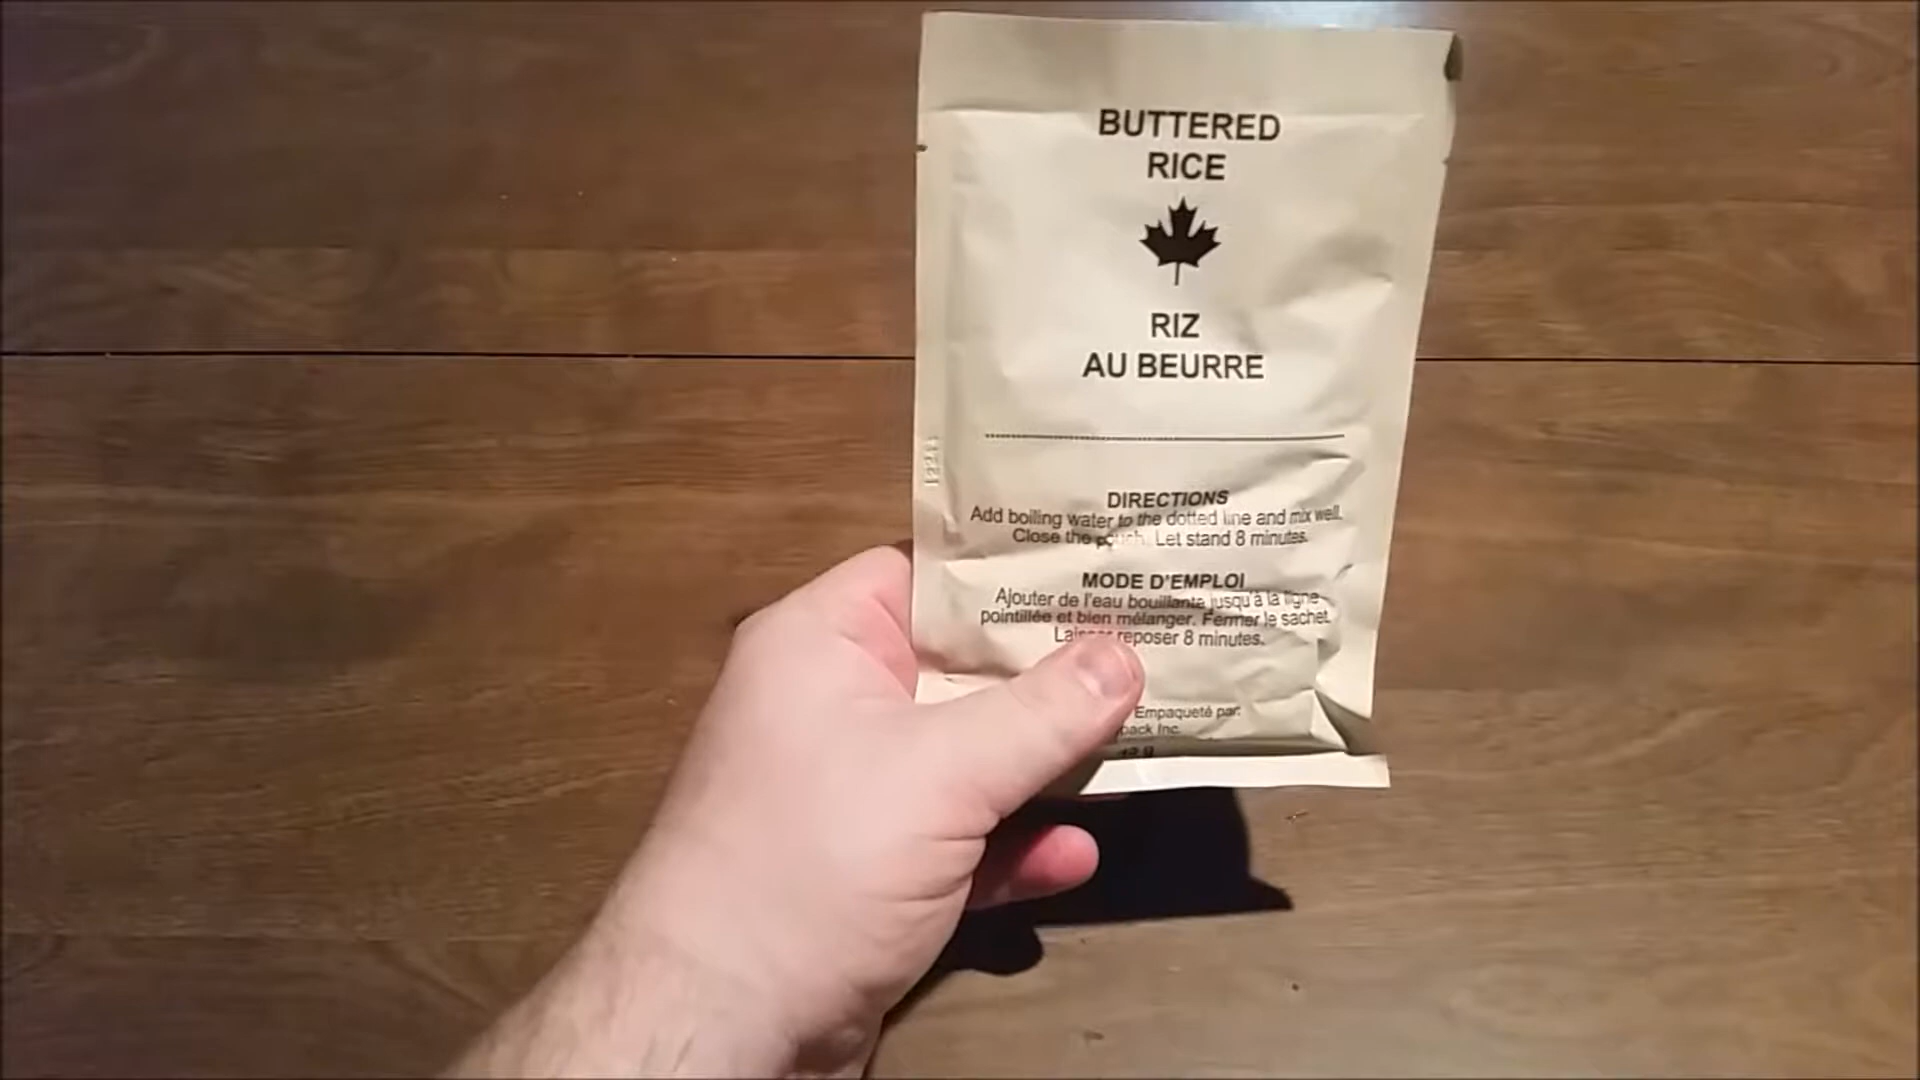 BUTTERED
RICE
RIZ
AU BEURRE
DIRECTIONS
Add boiling water to the dotted line and mix well.
Close the pouch. Let stand 8 minutes.
MODE D'EMPLOI
Ajouter de l'eau bouillante jusqu'à la ligne
pointillée et bien mélanger. Fermer le sachet.
Laisser reposer 8 minutes.
Empaqueté par:
Inc.